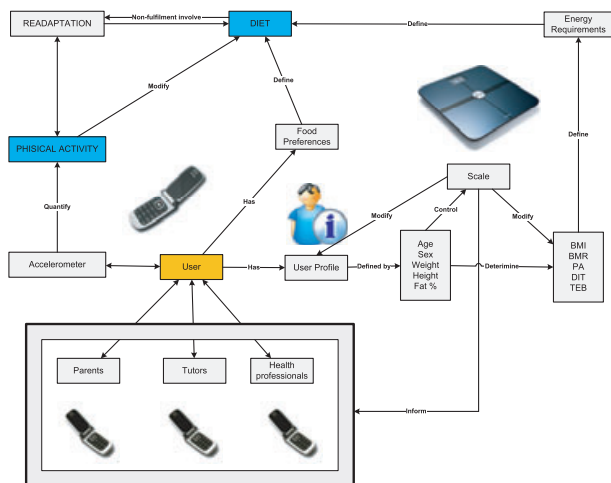 READAPTATION
Non-fulfilment involve
DIET
Define
Energy
Requirements
Modify
Define
Food
Preferences
PHISICAL ACTIVITY
Define
Scale
Quantify
Has
Modify
Control
Modify
Accelerometer
User
Has
User Profile
Defined by
Age
Sex
Weight
Height
Fat %
Deterimine
BMI
BMR
PA
DIT
TEB
Parents
Tutors
Health
professionals
Inform